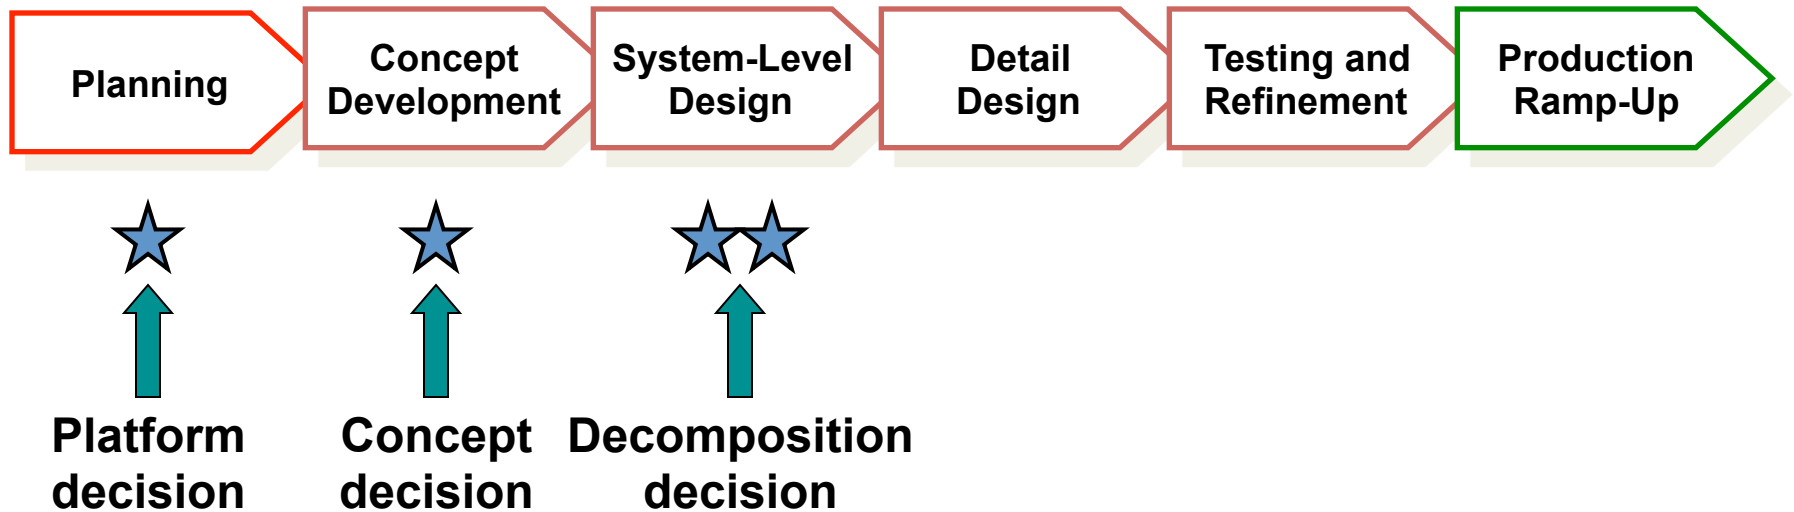 Planning
Concept
Development
System-Level
Design
Detail
Design
Testing and
Refinement
Production
Ramp-Up
Platform
decision
Concept
decision
Decomposition
decision